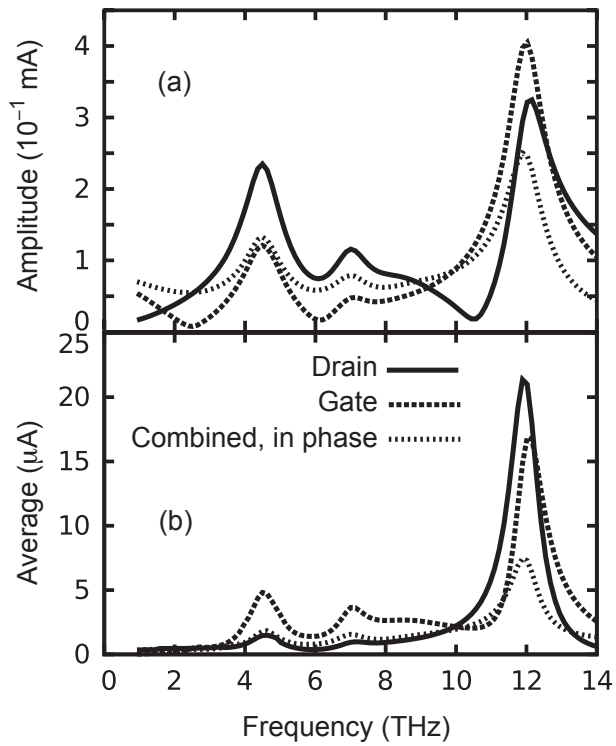 4
3
2
1
0
Amplitude (10⁻¹ mA)
(a)
25
20
15
10
5
0
Average (μA)
Drain
Gate
Combined, in phase
(b)
0 2 4 6 8 10 12 14
Frequency (THz)